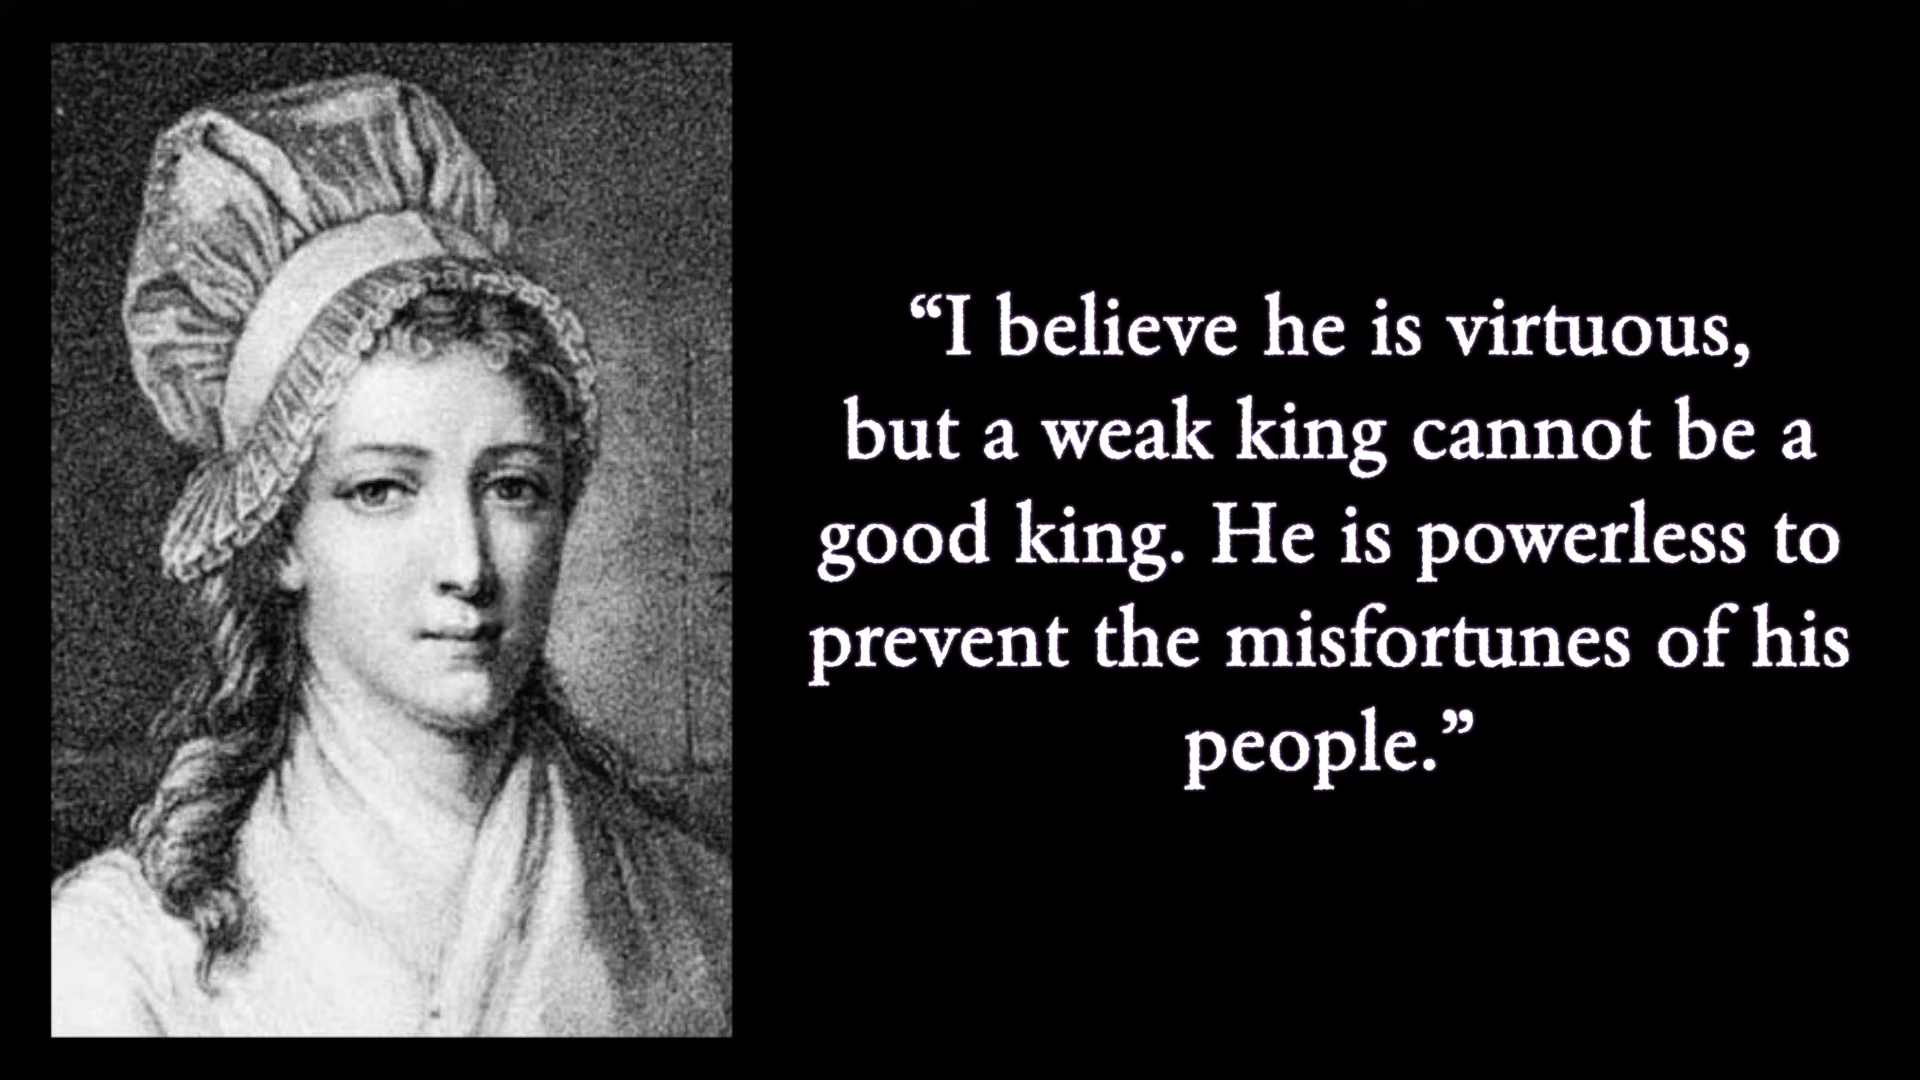 “I believe he is virtuous,
but a weak king cannot be a
good king. He is powerless to
prevent the misfortunes of his
people.”